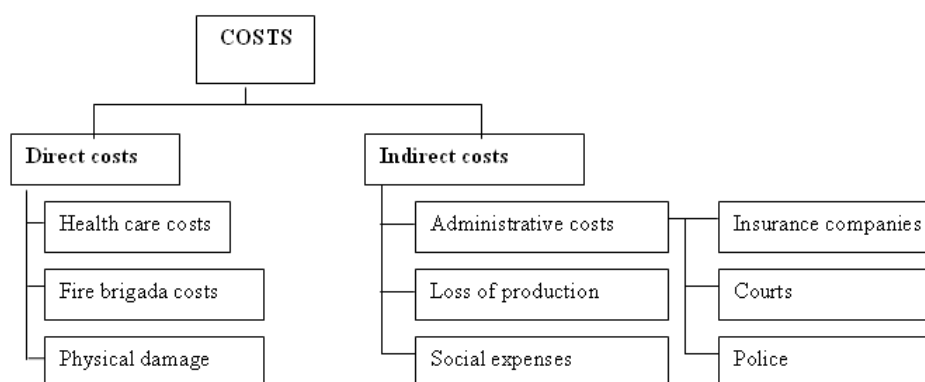 COSTS
Direct costs
Indirect costs
Health care costs
Administrative costs
Insurance companies
Fire brigada costs
Loss of production
Courts
Physical damage
Social expenses
Police